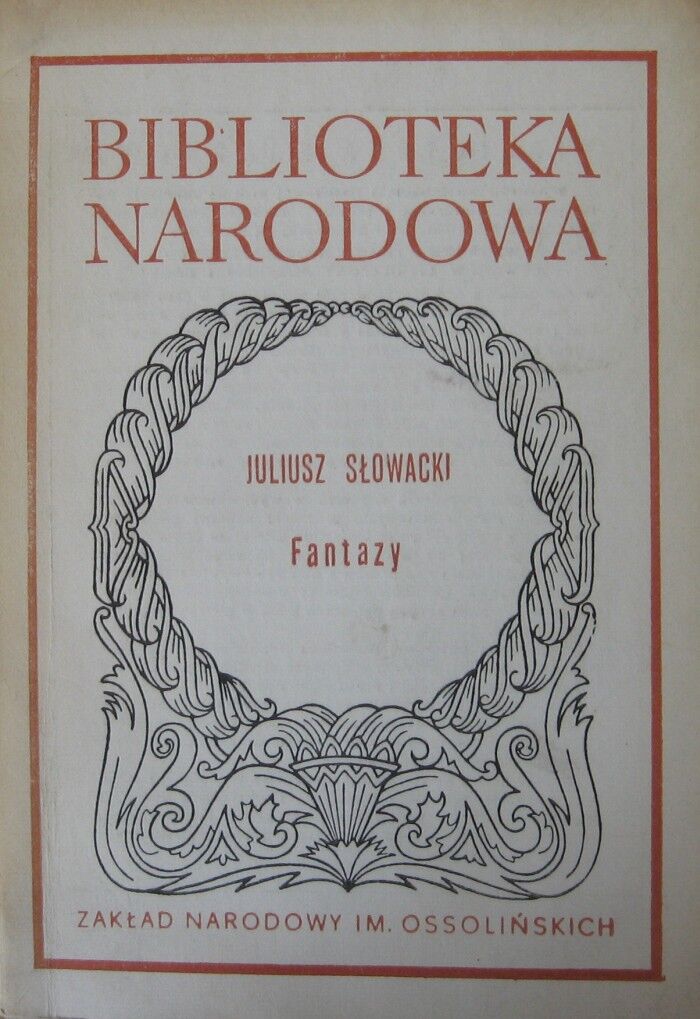 BIBLIOTEKA
NARODOWA
JULIUSZ SŁOWACKI
Fantazy
ZAKŁAD NARODOWY IM. OSSOLIŃSKICH